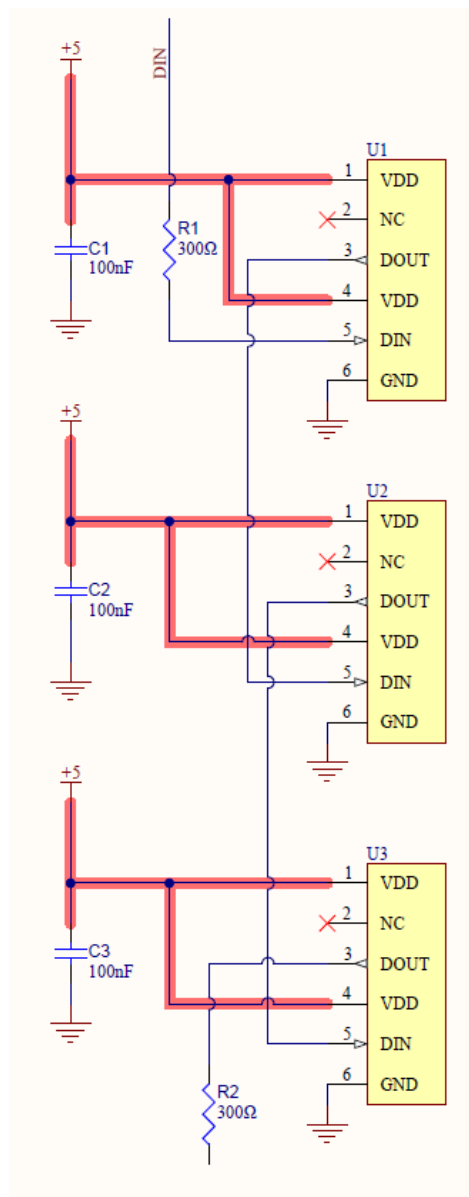 +5
DIN
U1
1 VDD
2 NC
R1
300Ω
C1
100nF
3 DOUT
4 VDD
5 DIN
6 GND
+5
U2
1 VDD
2 NC
C2
100nF
3 DOUT
4 VDD
5 DIN
6 GND
+5
U3
1 VDD
2 NC
C3
100nF
3 DOUT
4 VDD
5 DIN
6 GND
R2
300Ω